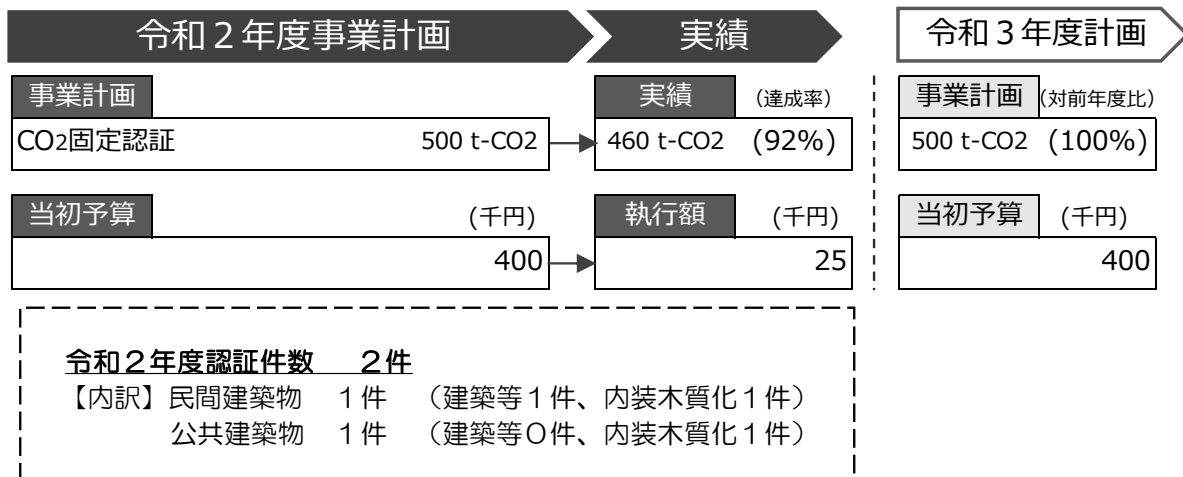 令和２年度事業計画 実績 令和３年度計画
事業計画 実績 (達成率) 事業計画 (対前年度比)
CO2固定認証 500 t-CO2 460 t-CO2 (92%) 500 t-CO2 (100%)
当初予算 (千円) 執行額 (千円) 当初予算 (千円)
400 25 400
令和２年度認証件数 ２件
【内訳】民間建築物 １件 （建築等１件、内装木質化１件）
公共建築物 １件 （建築等０件、内装木質化１件）